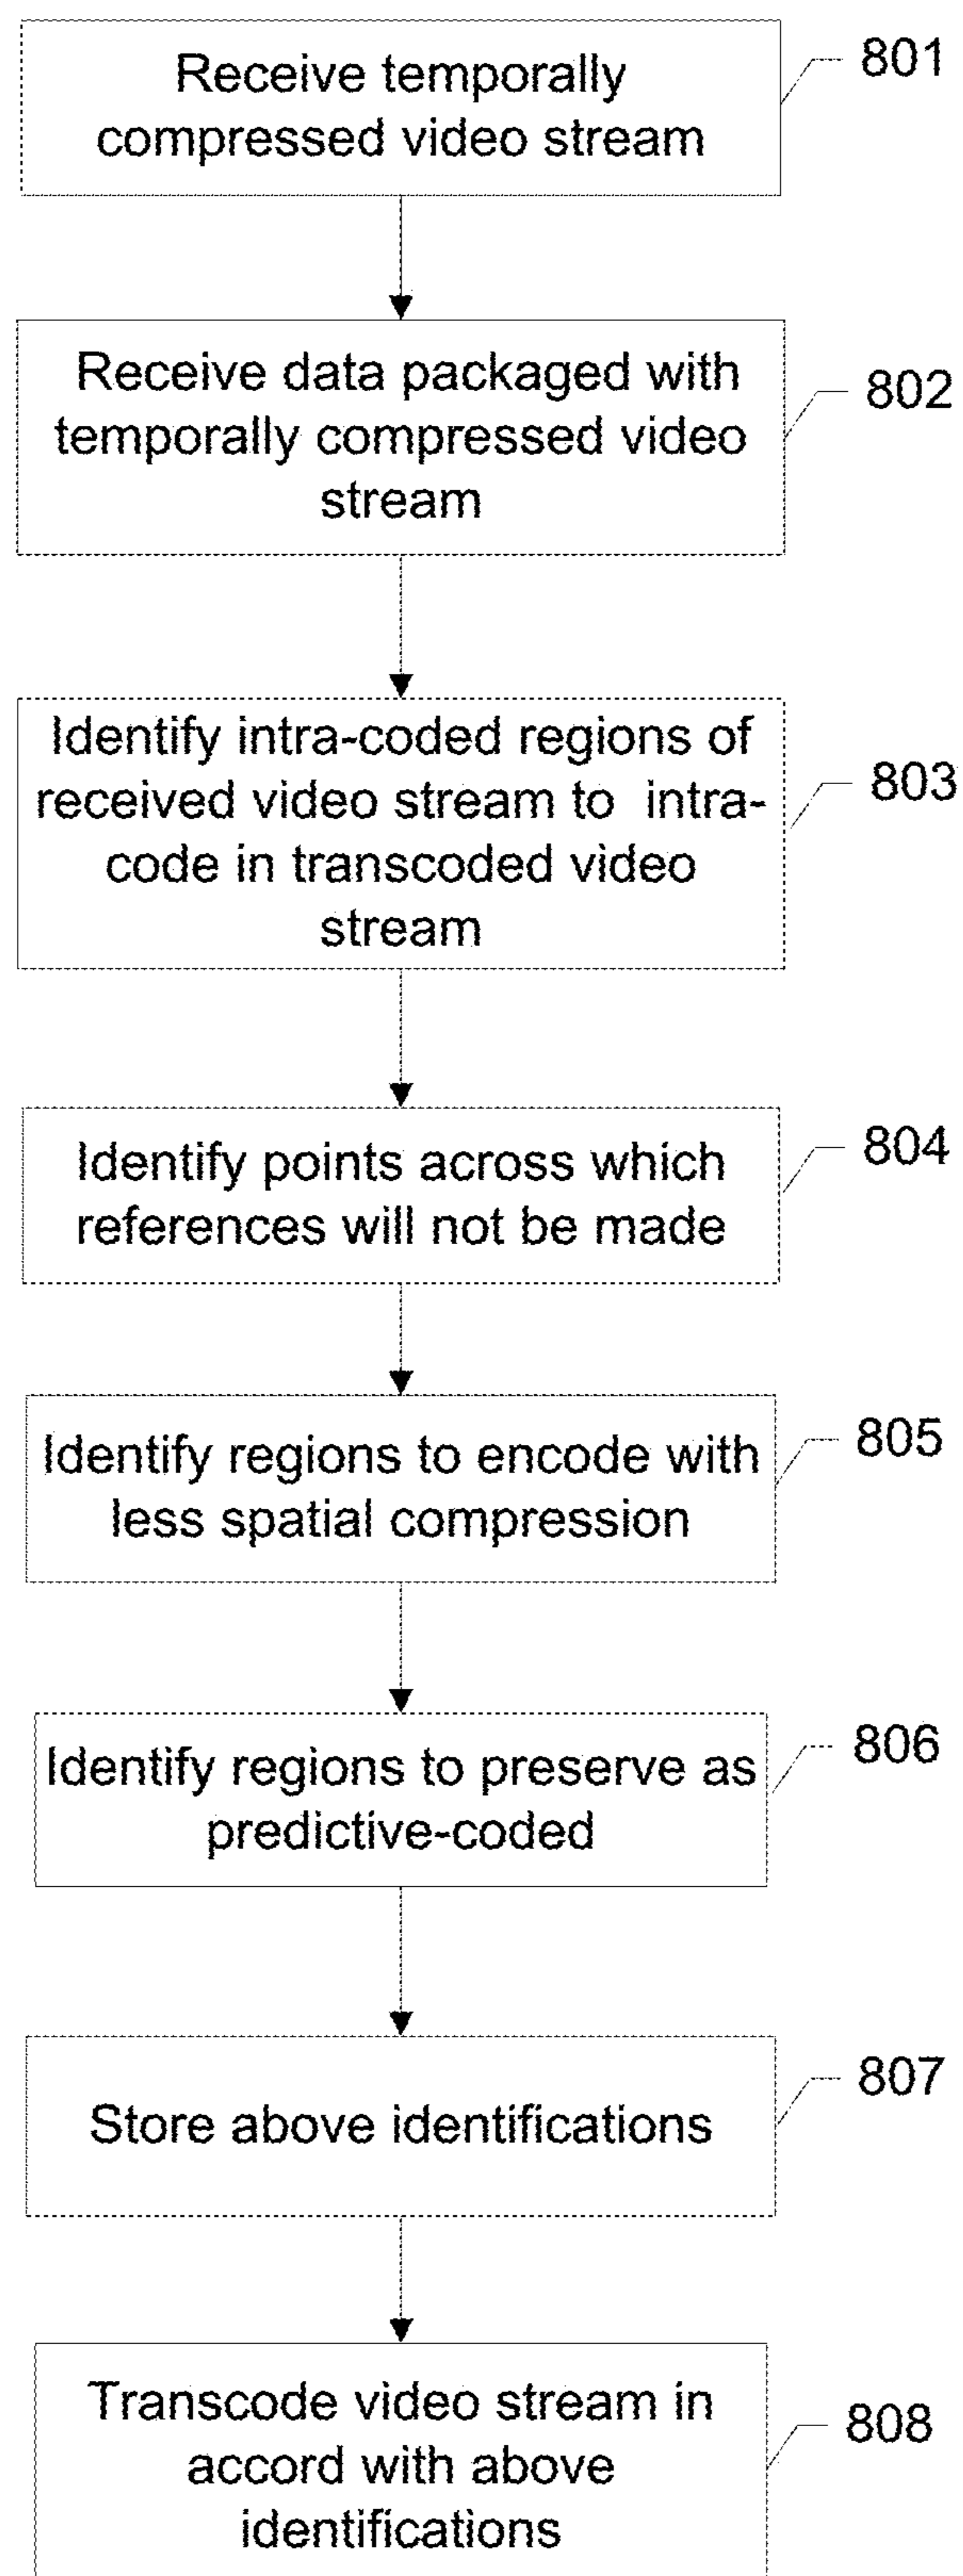 Receive temporally
compressed video stream
801
Receive data packaged with
temporally compressed video
stream
802
Identify intra-coded regions of
received video stream to intra-
code in transcoded video
stream
803
Identify points across which
references will not be made
804
Identify regions to encode with
less spatial compression
805
Identify regions to preserve as
predictive-coded
806
Store above identifications
807
Transcode video stream in
accord with above
identifications
808